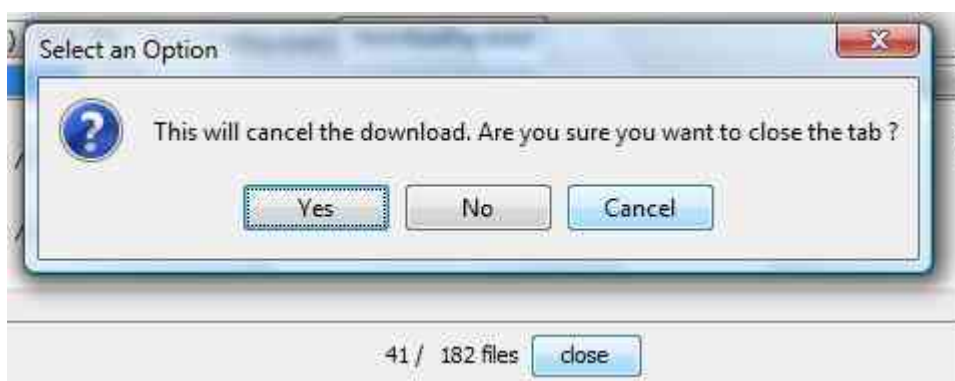 Select an Option
This will cancel the download. Are you sure you want to close the tab ?
Yes No Cancel
41 / 182 files close